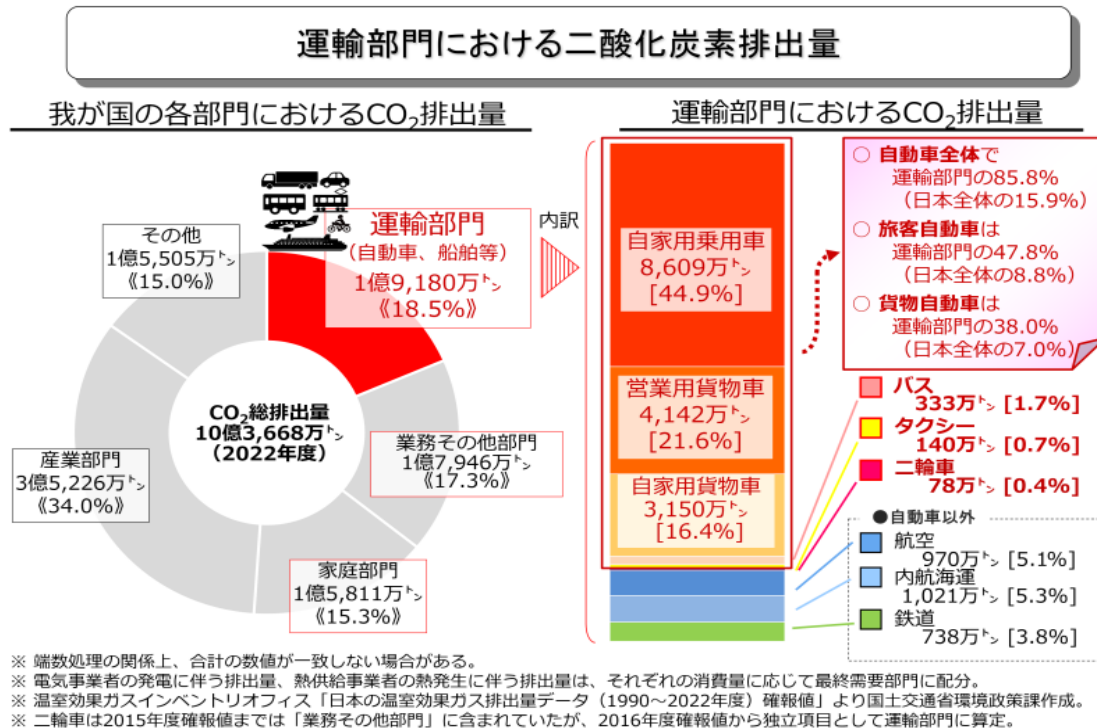 運輸部門における二酸化炭素排出量
我が国の各部門におけるCO₂排出量
運輸部門
(自動車、船舶等)
1億9,180万㌧
《18.5%》
その他
1億5,505万㌧
《15.0%》
CO₂総排出量
10億3,668万㌧
(2022年度)
業務その他部門
1億7,946万㌧
《17.3%》
産業部門
3億5,226万㌧
《34.0%》
家庭部門
1億5,811万㌧
《15.3%》
内訳
運輸部門におけるCO₂排出量
自家用乗用車
8,609万㌧
[44.9%]
営業用貨物車
4,142万㌧
[21.6%]
自家用貨物車
3,150万㌧
[16.4%]
○ 自動車全体で
運輸部門の85.8%
(日本全体の15.9%)
○ 旅客自動車は
運輸部門の47.8%
(日本全体の8.8%)
○ 貨物自動車は
運輸部門の38.0%
(日本全体の7.0%)
バス
333万㌧ [1.7%]
タクシー
140万㌧ [0.7%]
二輪車
78万㌧ [0.4%]
●自動車以外
航空
970万㌧ [5.1%]
内航海運
1,021万㌧ [5.3%]
鉄道
738万㌧ [3.8%]
※ 端数処理の関係上、合計の数値が一致しない場合がある。
※ 電気事業者の発電に伴う排出量、熱供給事業者の熱発生に伴う排出量は、それぞれの消費量に応じて最終需要部門に配分。
※ 温室効果ガスインベントリオフィス「日本の温室効果ガス排出量データ(1990~2022年度)確報値」より国土交通省環境政策課作成。
※ 二輪車は2015年度確報値までは「業務その他部門」に含まれていたが、2016年度確報値から独立項目として運輸部門に算定。